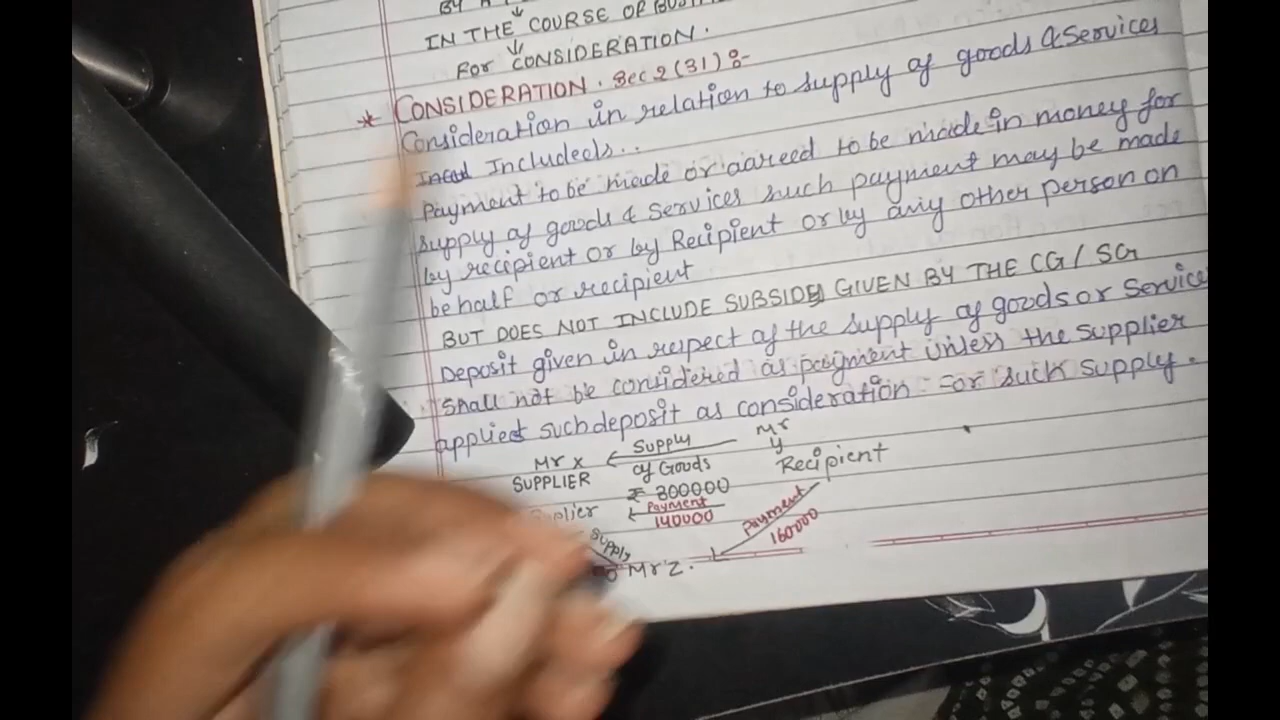 BY A
IN THE COURSE OF BUSI
FOR CONSIDERATION.
* CONSIDERATION. Sec 2 (31) :-
Consideration in relation to supply of goods & Services
Includes..
Payment to be made or aareed to be made in money for
supply of goods & Services such payment may be made
by recipient or by Recipient or by any other person on
behalf or recipient
BUT DOES NOT INCLUDE SUBSIDY GIVEN BY THE CG / SG
Deposit given in respect of the supply of goods or Service
Shall not be considered as payment unless the supplier
applied such deposit as consideration for such supply.
Mr x Supply Mr y
SUPPLIER of Goods Recipient
₹ 300000
plier Payment Payment
140000 160000
Supply
Mr Z.